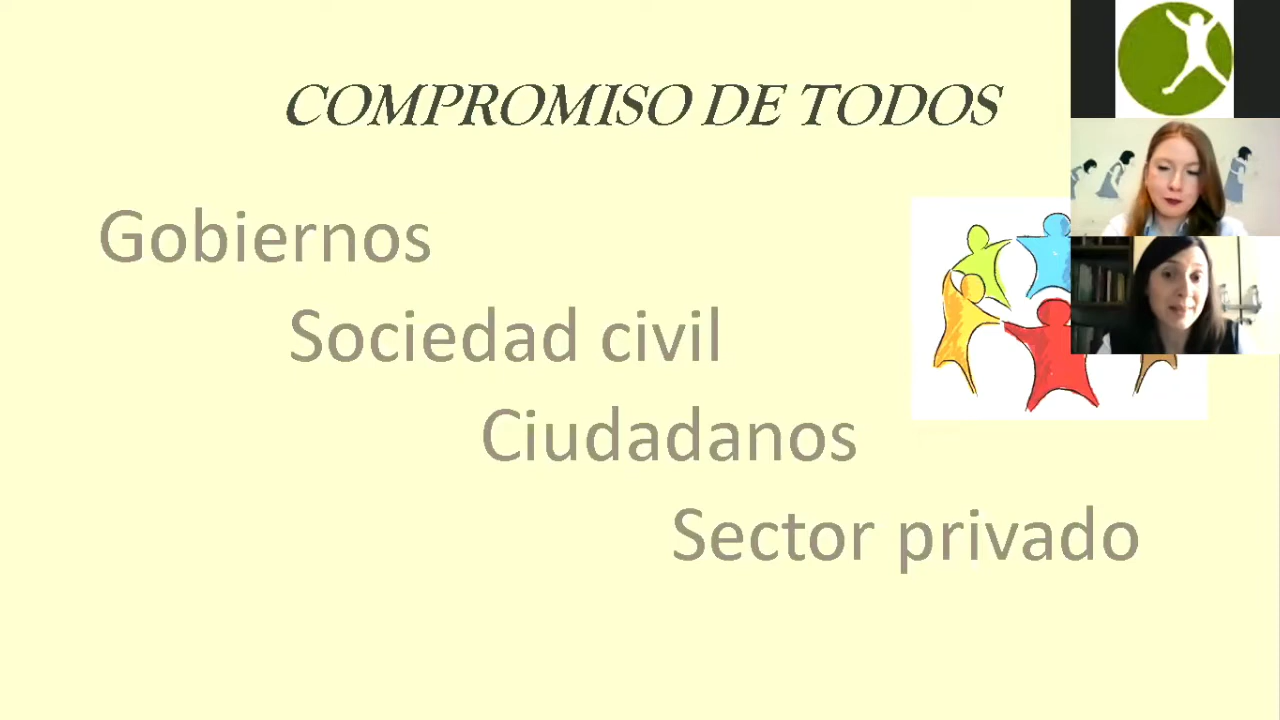 COMPROMISO DE TODOS
Gobiernos
Sociedad civil
Ciudadanos
Sector privado